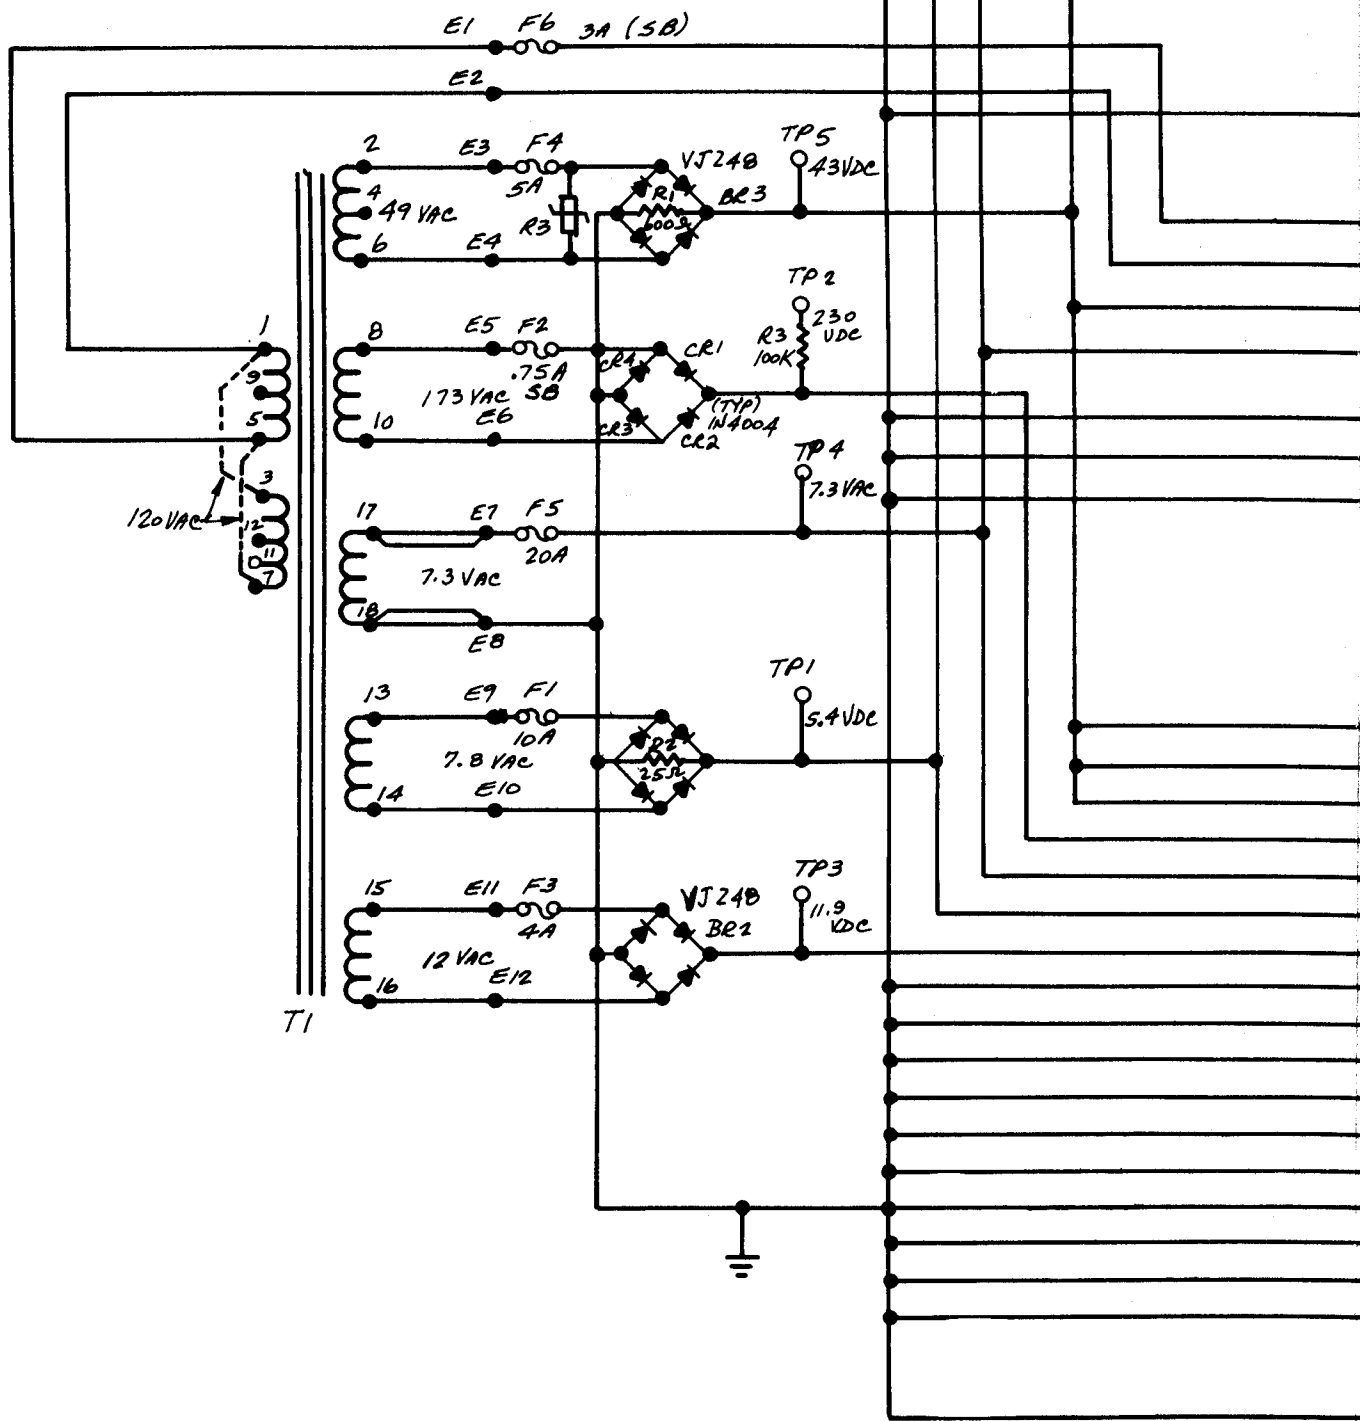 E1 F6 3A (SB)
E2
2 E3 F4 VJ248 TP5
4 5A 43VDC
49 VAC R3 R1 BR3
600Ω
6 E4
TP2
1 8 E5 F2 CR4 CR1 R3 230
100K VDC
9 .75A
173 VAC SB (TYP)
5 10 E6 CR3 CR2 1N4004
TP4
3 7.3VAC
120VAC 12 17 E7 F5
11 20A
7 7.3 VAC
18
E8
TP1
13 E9 F1 5.4VDC
10A
7.8 VAC R2
25Ω
14 E10
TP3
15 E11 F3 VJ248 11.9
4A BR2 VDC
12 VAC
16 E12
T1